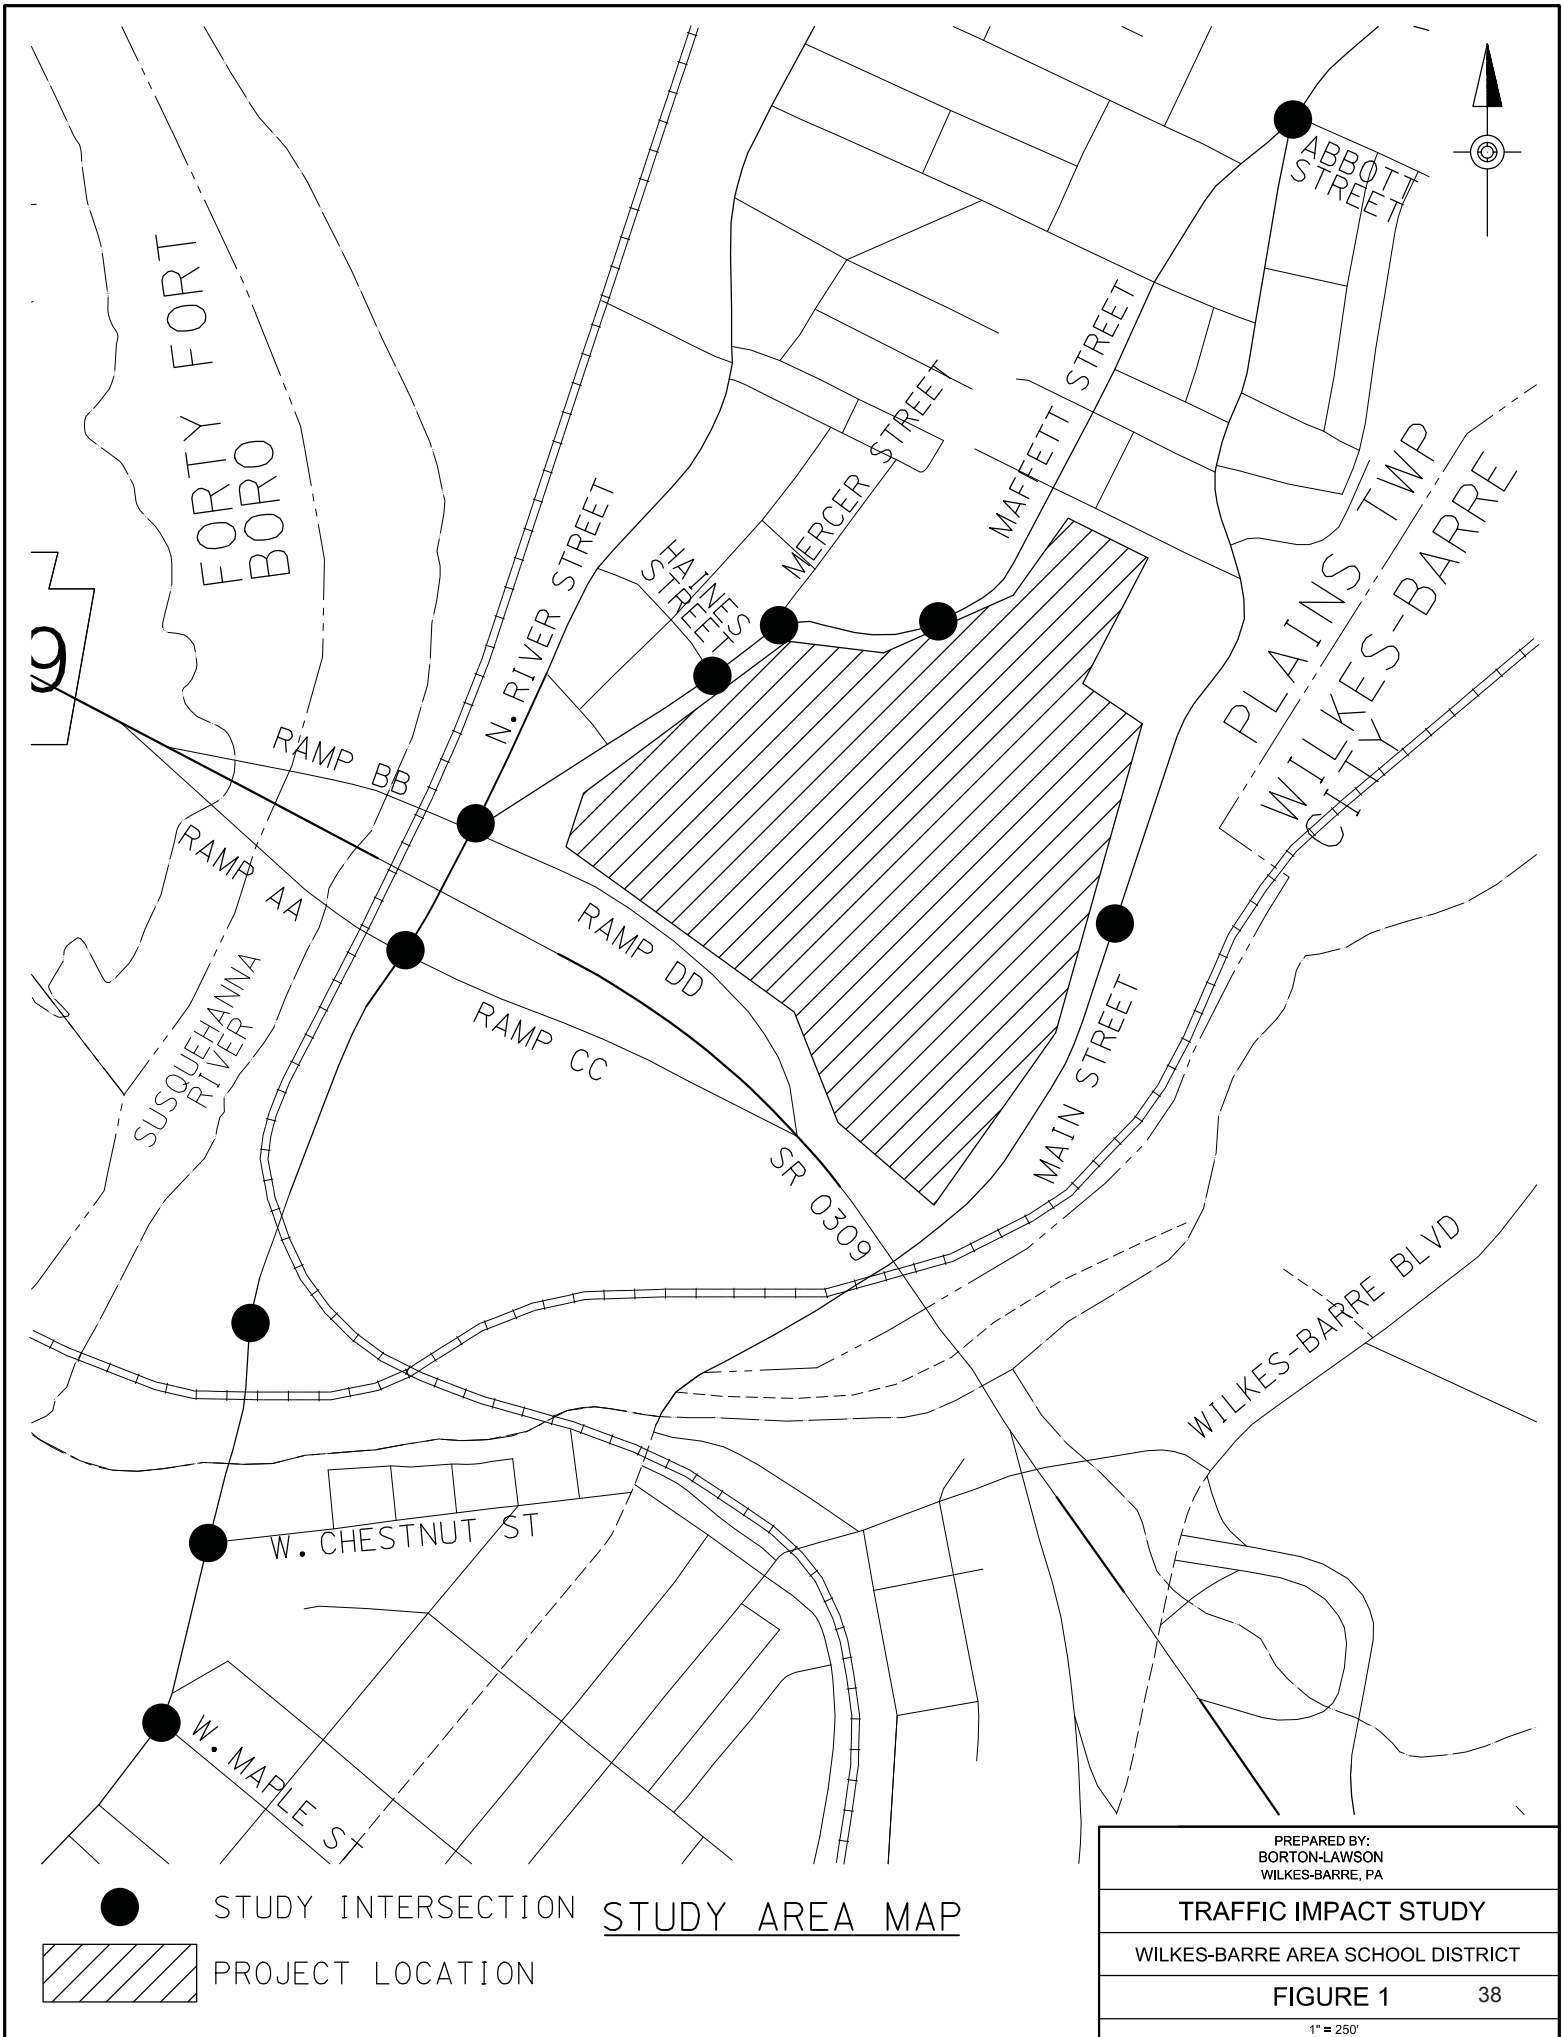 ABBOTT
STREET
FORTY FORT
BORO
MAFFETT STREET
MERCER STREET
HAINES
STREET
N. RIVER STREET
PLAINS TWP
WILKES-BARRE
CITY
9
RAMP BB
RAMP AA
RAMP DD
RAMP CC
SUSQUEHANNA
RIVER
MAIN STREET
SR 0309
WILKES-BARRE BLVD
W. CHESTNUT ST
W. MAPLE ST
STUDY INTERSECTION
PROJECT LOCATION
STUDY AREA MAP
PREPARED BY:
BORTON-LAWSON
WILKES-BARRE, PA
TRAFFIC IMPACT STUDY
WILKES-BARRE AREA SCHOOL DISTRICT
FIGURE 1 38
1" = 250'